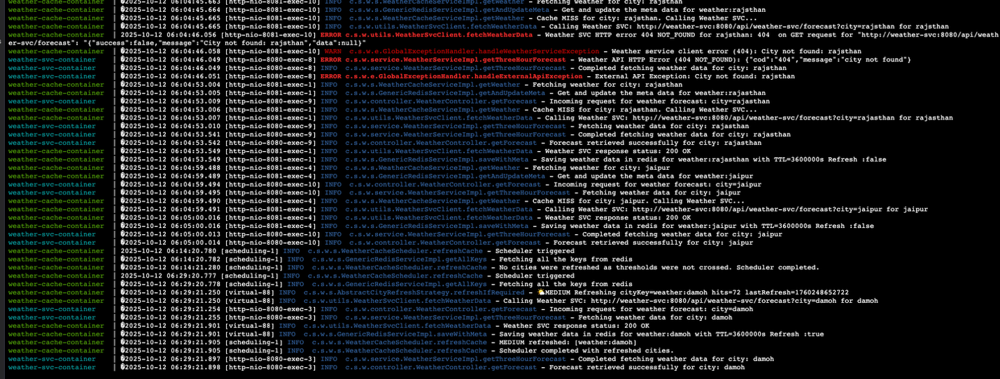 weather-cache-container | �2025-10-12 06:04:45.663 [http-nio-8081-exec-10] INFO c.s.w.s.WeatherCacheServiceImpl.getWeather - Fetching weather for city: rajsthan
weather-cache-container | �2025-10-12 06:04:45.664 [http-nio-8081-exec-10] INFO c.s.w.s.GenericRedisServiceImpl.getAndUpdateMeta - Get and update the meta data for weather:rajsthan
weather-cache-container | �2025-10-12 06:04:45.665 [http-nio-8081-exec-10] INFO c.s.w.s.WeatherCacheServiceImpl.getWeather - Cache MISS for city: rajsthan. Calling Weather SVC...
weather-cache-container | �2025-10-12 06:04:45.665 [http-nio-8081-exec-10] INFO c.s.w.utils.WeatherSvcClient.fetchWeatherData - Calling Weather SVC: http://weather-svc:8080/api/weather-svc/forecast?city=rajsthan for rajsthan
weather-cache-container | 2025-10-12 06:04:46.056 [http-nio-8081-exec-10] ERROR c.s.w.utils.WeatherSvcClient.fetchWeatherData - Weather SVC HTTP error 404 NOT_FOUND for rajsthan: 404 on GET request for "http://weather-svc:8080/api/weath
er-svc/forecast": "{"success":false,"message":"City not found: rajsthan","data":null}"
weather-cache-container | �2025-10-12 06:04:46.058 [http-nio-8081-exec-10] WARN c.s.w.e.GlobalExceptionHandler.handleWeatherServiceException - Weather service client error (404): City not found: rajsthan
weather-svc-container | �2025-10-12 06:04:46.049 [http-nio-8080-exec-8] ERROR c.s.w.service.WeatherServiceImpl.getThreeHourForecast - Weather API HTTP Error (404 NOT_FOUND): {"cod":"404","message":"city not found"}
weather-svc-container | �2025-10-12 06:04:46.049 [http-nio-8080-exec-8] INFO c.s.w.service.WeatherServiceImpl.getThreeHourForecast - Completed fetching weather data for city: rajsthan
weather-svc-container | �2025-10-12 06:04:46.051 [http-nio-8080-exec-8] ERROR c.s.w.e.GlobalExceptionHandler.handleExternalApiException - External API Exception: City not found: rajsthan
weather-cache-container | �2025-10-12 06:04:53.004 [http-nio-8081-exec-1] INFO c.s.w.s.WeatherCacheServiceImpl.getWeather - Fetching weather for city: rajasthan
weather-cache-container | �2025-10-12 06:04:53.005 [http-nio-8081-exec-1] INFO c.s.w.s.GenericRedisServiceImpl.getAndUpdateMeta - Get and update the meta data for weather:rajasthan
weather-svc-container | �2025-10-12 06:04:53.009 [http-nio-8080-exec-9] INFO c.s.w.controller.WeatherController.getForecast - Incoming request for weather forecast: city=rajasthan
weather-cache-container | �2025-10-12 06:04:53.006 [http-nio-8081-exec-1] INFO c.s.w.s.WeatherCacheServiceImpl.getWeather - Cache MISS for city: rajasthan. Calling Weather SVC...
weather-cache-container | �2025-10-12 06:04:53.007 [http-nio-8081-exec-1] INFO c.s.w.utils.WeatherSvcClient.fetchWeatherData - Calling Weather SVC: http://weather-svc:8080/api/weather-svc/forecast?city=rajasthan for rajasthan
weather-svc-container | �2025-10-12 06:04:53.010 [http-nio-8080-exec-9] INFO c.s.w.service.WeatherServiceImpl.getThreeHourForecast - Fetching weather data for city: rajasthan
weather-svc-container | �2025-10-12 06:04:53.541 [http-nio-8080-exec-9] INFO c.s.w.service.WeatherServiceImpl.getThreeHourForecast - Completed fetching weather data for city: rajasthan
weather-svc-container | �2025-10-12 06:04:53.542 [http-nio-8080-exec-9] INFO c.s.w.controller.WeatherController.getForecast - Forecast retrieved successfully for city: rajasthan
weather-cache-container | �2025-10-12 06:04:53.549 [http-nio-8081-exec-1] INFO c.s.w.utils.WeatherSvcClient.fetchWeatherData - Weather SVC response status: 200 OK
weather-cache-container | �2025-10-12 06:04:53.549 [http-nio-8081-exec-1] INFO c.s.w.s.GenericRedisServiceImpl.saveWithMeta - Saving weather data in redis for weather:rajasthan with TTL=3600000s Refresh :false
weather-cache-container | �2025-10-12 06:04:59.488 [http-nio-8081-exec-4] INFO c.s.w.s.WeatherCacheServiceImpl.getWeather - Fetching weather for city: jaipur
weather-cache-container | �2025-10-12 06:04:59.489 [http-nio-8081-exec-4] INFO c.s.w.s.GenericRedisServiceImpl.getAndUpdateMeta - Get and update the meta data for weather:jaipur
weather-svc-container | �2025-10-12 06:04:59.494 [http-nio-8080-exec-10] INFO c.s.w.controller.WeatherController.getForecast - Incoming request for weather forecast: city=jaipur
weather-svc-container | �2025-10-12 06:04:59.495 [http-nio-8080-exec-10] INFO c.s.w.service.WeatherServiceImpl.getThreeHourForecast - Fetching weather data for city: jaipur
weather-cache-container | �2025-10-12 06:04:59.490 [http-nio-8081-exec-4] INFO c.s.w.s.WeatherCacheServiceImpl.getWeather - Cache MISS for city: jaipur. Calling Weather SVC...
weather-cache-container | �2025-10-12 06:04:59.491 [http-nio-8081-exec-4] INFO c.s.w.utils.WeatherSvcClient.fetchWeatherData - Calling Weather SVC: http://weather-svc:8080/api/weather-svc/forecast?city=jaipur for jaipur
weather-cache-container | �2025-10-12 06:05:00.016 [http-nio-8081-exec-4] INFO c.s.w.utils.WeatherSvcClient.fetchWeatherData - Weather SVC response status: 200 OK
weather-cache-container | �2025-10-12 06:05:00.016 [http-nio-8081-exec-4] INFO c.s.w.s.GenericRedisServiceImpl.saveWithMeta - Saving weather data in redis for weather:jaipur with TTL=3600000s Refresh :false
weather-svc-container | �2025-10-12 06:05:00.013 [http-nio-8080-exec-10] INFO c.s.w.service.WeatherServiceImpl.getThreeHourForecast - Completed fetching weather data for city: jaipur
weather-svc-container | �2025-10-12 06:05:00.014 [http-nio-8080-exec-10] INFO c.s.w.controller.WeatherController.getForecast - Forecast retrieved successfully for city: jaipur
weather-cache-container | 2025-10-12 06:14:20.780 [scheduling-1] INFO c.s.w.s.WeatherCacheScheduler.refreshCache - Scheduler triggered
weather-cache-container | �2025-10-12 06:14:20.782 [scheduling-1] INFO c.s.w.s.GenericRedisServiceImpl.getAllKeys - Fetching all the keys from redis
weather-cache-container | �2025-10-12 06:14:21.280 [scheduling-1] INFO c.s.w.s.WeatherCacheScheduler.refreshCache - No cities were refreshed as thresholds were not crossed. Scheduler completed.
weather-cache-container | 2025-10-12 06:29:20.777 [scheduling-1] INFO c.s.w.s.WeatherCacheScheduler.refreshCache - Scheduler triggered
weather-cache-container | �2025-10-12 06:29:20.778 [scheduling-1] INFO c.s.w.s.GenericRedisServiceImpl.getAllKeys - Fetching all the keys from redis
weather-cache-container | �2025-10-12 06:29:21.250 [virtual-88] INFO c.s.w.s.AbstractCityRefreshStrategy.refreshIfRequired - 🌤MEDIUM Refreshing cityKey=weather:damoh hits=72 lastRefresh=1760248652722
weather-cache-container | �2025-10-12 06:29:21.250 [virtual-88] INFO c.s.w.utils.WeatherSvcClient.fetchWeatherData - Calling Weather SVC: http://weather-svc:8080/api/weather-svc/forecast?city=damoh for damoh
weather-svc-container | �2025-10-12 06:29:21.254 [http-nio-8080-exec-3] INFO c.s.w.controller.WeatherController.getForecast - Incoming request for weather forecast: city=damoh
weather-svc-container | �2025-10-12 06:29:21.255 [http-nio-8080-exec-3] INFO c.s.w.service.WeatherServiceImpl.getThreeHourForecast - Fetching weather data for city: damoh
weather-cache-container | �2025-10-12 06:29:21.901 [virtual-88] INFO c.s.w.utils.WeatherSvcClient.fetchWeatherData - Weather SVC response status: 200 OK
weather-cache-container | �2025-10-12 06:29:21.901 [virtual-88] INFO c.s.w.s.GenericRedisServiceImpl.saveWithMeta - Saving weather data in redis for weather:damoh with TTL=3600000s Refresh :true
weather-cache-container | �2025-10-12 06:29:21.905 [scheduling-1] INFO c.s.w.s.WeatherCacheScheduler.refreshCache - MEDIUM refreshed: [weather:damoh]
weather-cache-container | �2025-10-12 06:29:21.905 [scheduling-1] INFO c.s.w.s.WeatherCacheScheduler.refreshCache - Scheduler completed with refreshed cities.
weather-svc-container | �2025-10-12 06:29:21.897 [http-nio-8080-exec-3] INFO c.s.w.service.WeatherServiceImpl.getThreeHourForecast - Completed fetching weather data for city: damoh
weather-svc-container | �2025-10-12 06:29:21.898 [http-nio-8080-exec-3] INFO c.s.w.controller.WeatherController.getForecast - Forecast retrieved successfully for city: damoh